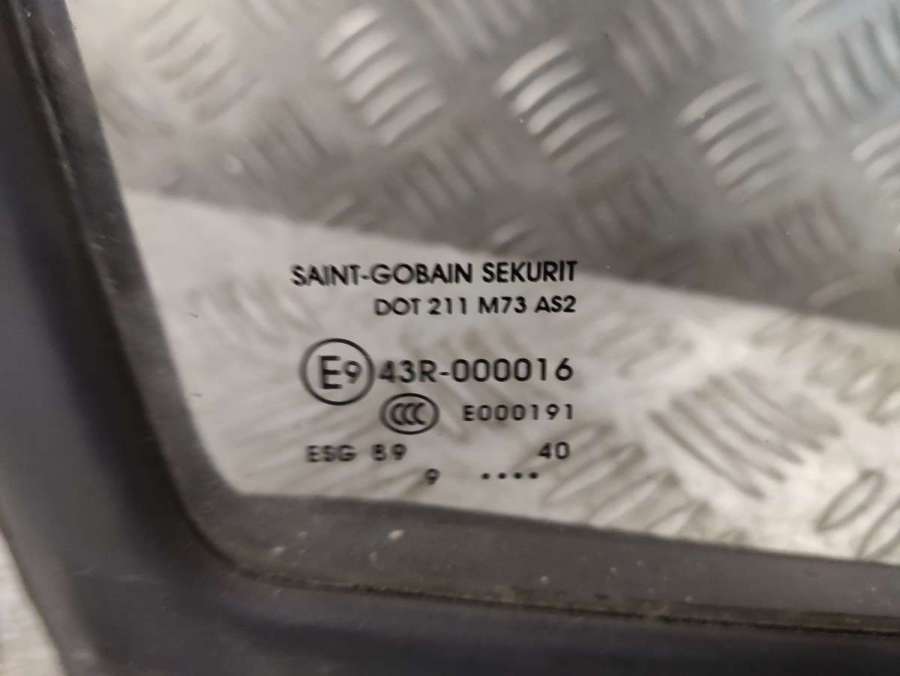 SAINT-GOBAIN SEKURIT
DOT 211 M73 AS2
E9 43R-000016
CCC E000191
ESG 89 40
9 ....